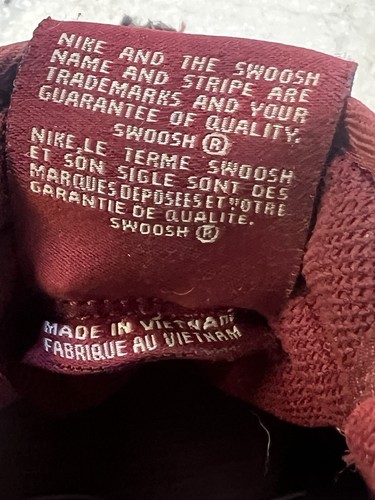 NIKE AND THE SWOOSH
NAME AND STRIPE ARE
TRADEMARKS AND YOUR
GUARANTEE OF QUALITY.
SWOOSH ®
NIKE, LE TERME SWOOSH
ET SON SIGLE SONT DES
MARQUES DEPOSEES ET VOTRE
GARANTIE DE QUALITE.
SWOOSH ®
MADE IN VIETNAM
FABRIQUE AU VIETNAM